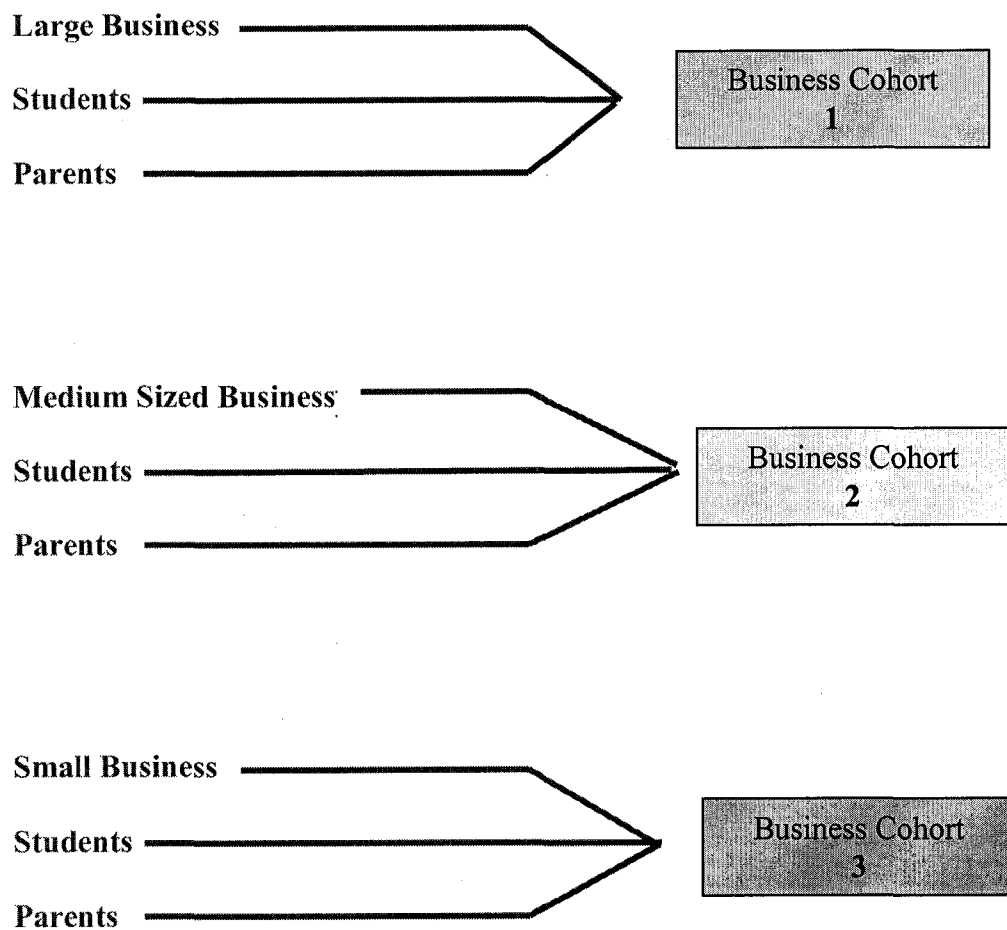 Large Business
Students
Parents
Business Cohort
1
Medium Sized Business
Students
Parents
Business Cohort
2
Small Business
Students
Parents
Business Cohort
3